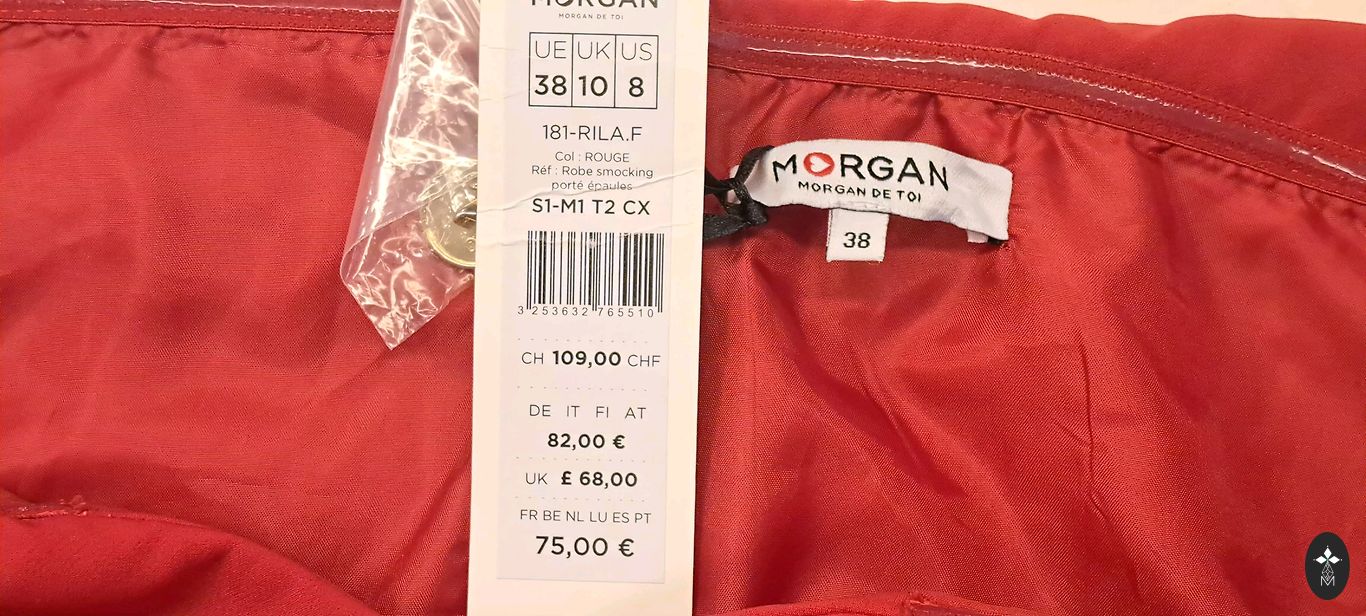 MORGAN
MORGAN DE TOI
UE UK US
38 10 8
181-RILA.F
Col : ROUGE
Réf : Robe smocking
porté épaules
S1-M1 T2 CX
3 253632 765510
CH 109,00 CHF
DE IT FI AT
82,00 €
UK £ 68,00
FR BE NL LU ES PT
75,00 €
MORGAN
MORGAN DE TOI
38
M